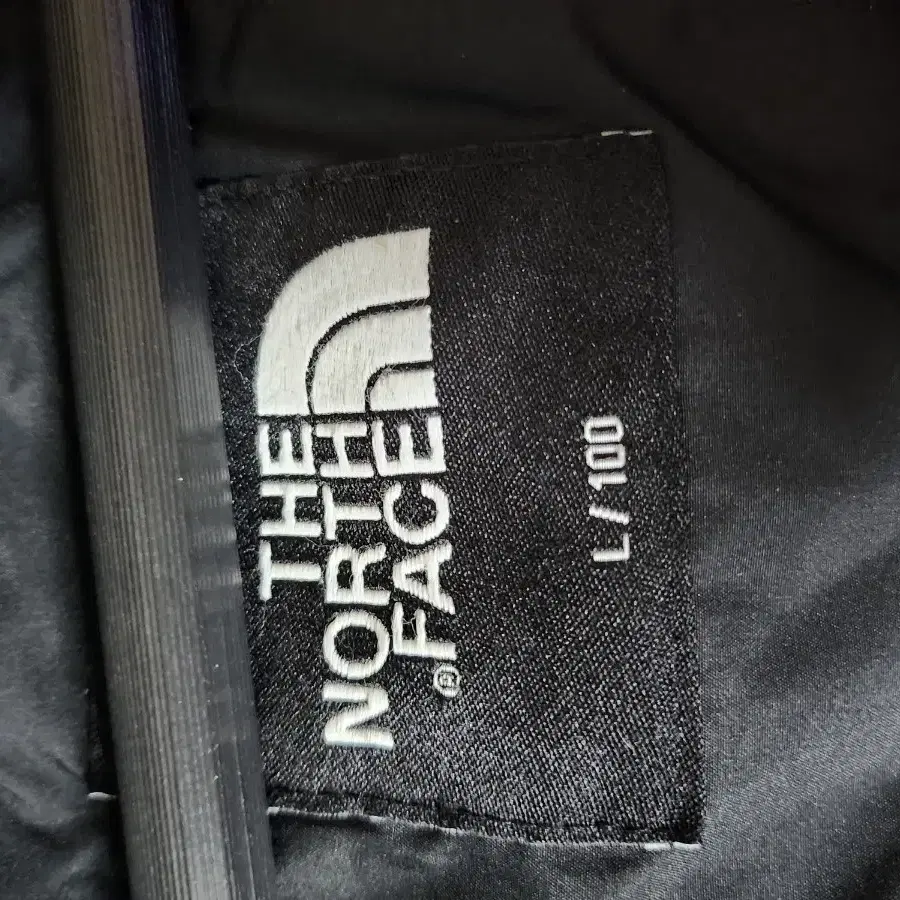 THE
NORTH
FACE
®
L / 100